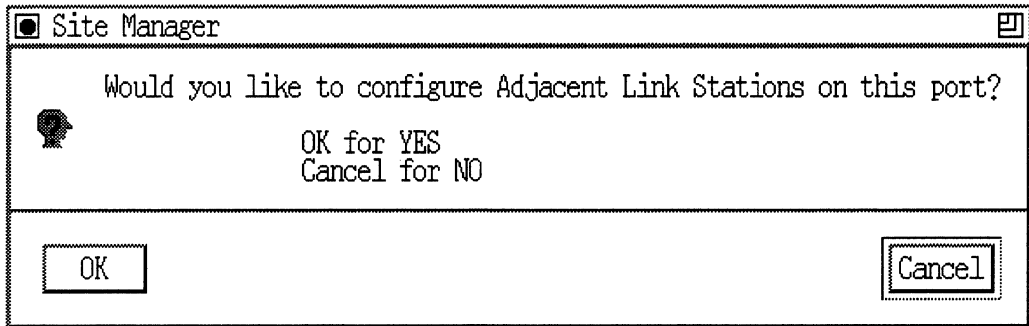 Site Manager
Would you like to configure Adjacent Link Stations on this port?
OK for YES
Cancel for NO
OK
Cancel